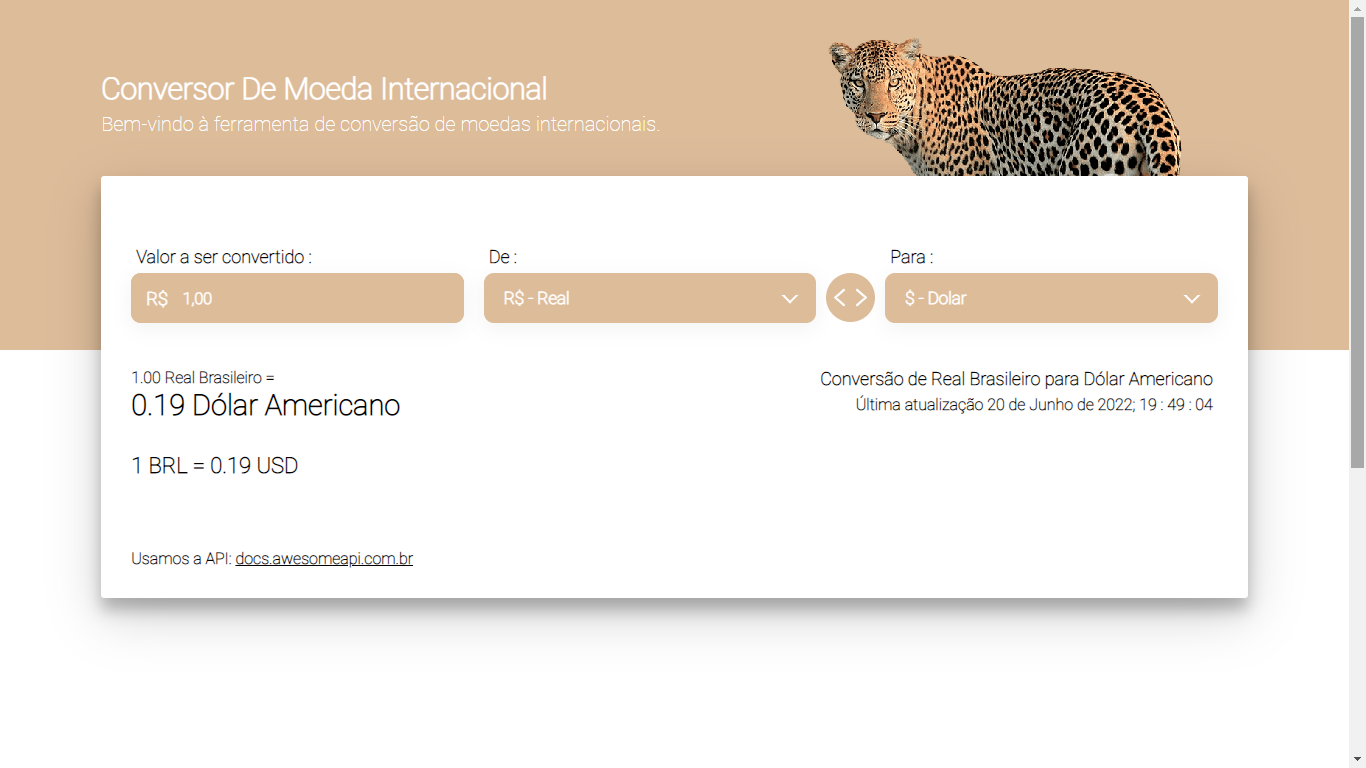 Conversor De Moeda Internacional
Bem-vindo à ferramenta de conversão de moedas internacionais.
Valor a ser convertido :
De :
Para :
R$ 1,00
R$ - Real
< >
$ - Dolar
1.00 Real Brasileiro =
0.19 Dólar Americano
Conversão de Real Brasileiro para Dólar Americano
Última atualização 20 de Junho de 2022; 19 : 49 : 04
1 BRL = 0.19 USD
Usamos a API: docs.awesomeapi.com.br